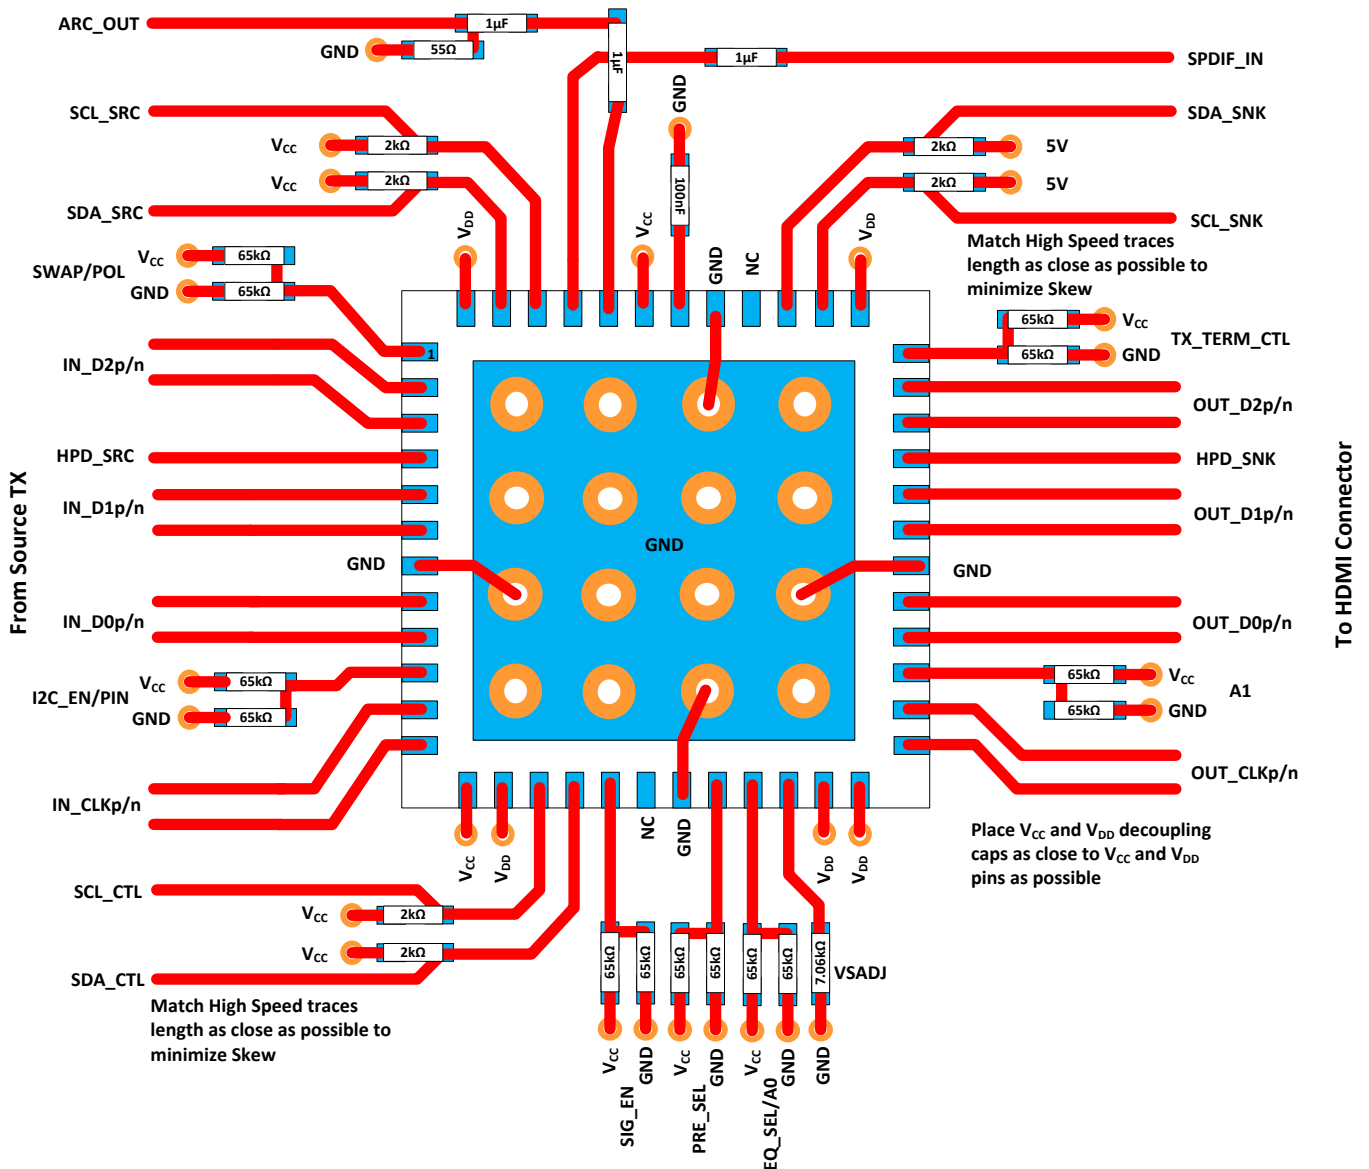 ARC_OUT
1µF
GND
55Ω
1µF
1µF
SPDIF_IN
GND
100nF
SCL_SRC
VCC
2kΩ
VCC
2kΩ
SDA_SRC
SDA_SNK
2kΩ
5V
2kΩ
5V
SCL_SNK
VDD
VCC
GND
NC
VDD
Match High Speed traces
length as close as possible to
minimize Skew
VCC
65kΩ
SWAP/POL
GND
65kΩ
1
65kΩ
VCC
TX_TERM_CTL
65kΩ
GND
IN_D2p/n
OUT_D2p/n
HPD_SRC
HPD_SNK
IN_D1p/n
OUT_D1p/n
From Source TX
To HDMI Connector
GND
GND
GND
IN_D0p/n
OUT_D0p/n
VCC
65kΩ
I2C_EN/PIN
GND
65kΩ
65kΩ
VCC
A1
65kΩ
GND
IN_CLKp/n
OUT_CLKp/n
NC
GND
VCC
VDD
VDD
VDD
Place VCC and VDD decoupling
caps as close to VCC and VDD
pins as possible
SCL_CTL
VCC
2kΩ
VCC
2kΩ
SDA_CTL
Match High Speed traces
length as close as possible to
minimize Skew
65kΩ
65kΩ
65kΩ
65kΩ
65kΩ
65kΩ
7.06kΩ
VSADJ
VCC
GND
VCC
GND
VCC
GND
GND
SIG_EN
PRE_SEL
EQ_SEL/A0